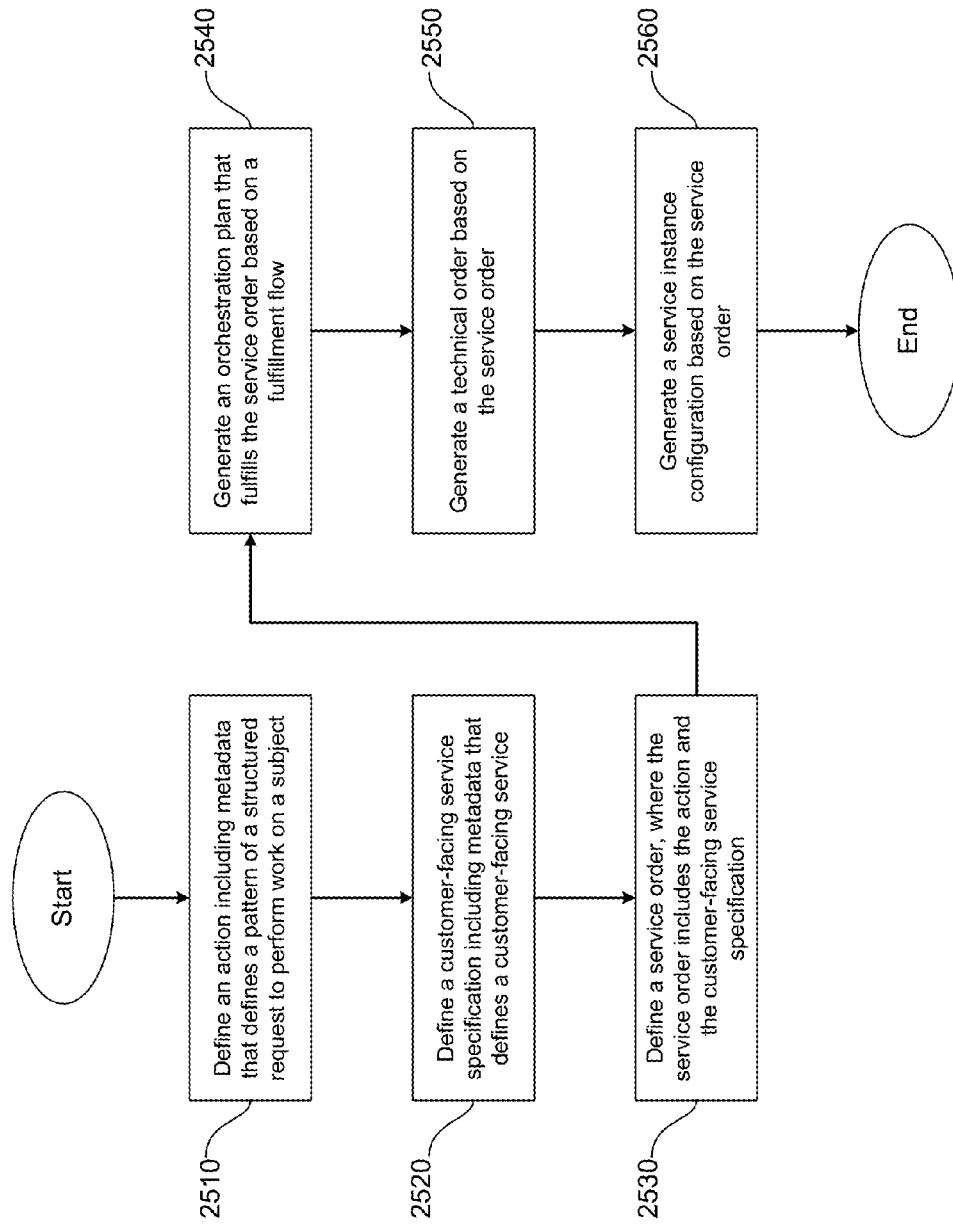 Start
2510
Define an action including metadata
that defines a pattern of a structured
request to perform work on a subject
2520
Define a customer-facing service
specification including metadata that
defines a customer-facing service
2530
Define a service order, where the
service order includes the action and
the customer-facing service
specification
2540
Generate an orchestration plan that
fulfills the service order based on a
fulfillment flow
2550
Generate a technical order based on
the service order
2560
Generate a service instance
configuration based on the service
order
End